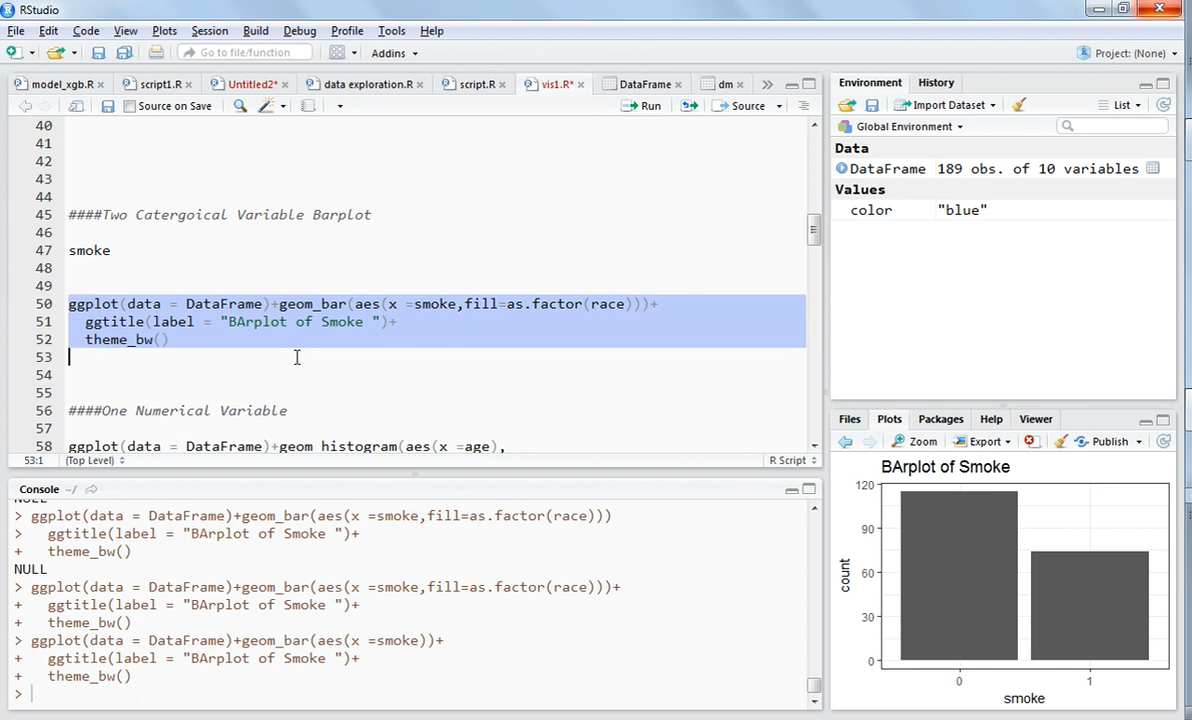 RStudio
File Edit Code View Plots Session Build Debug Profile Tools Help
Go to file/function Addins Project: (None)
model_xgb.R script1.R Untitled2* data exploration.R script.R vis1.R* DataFrame dm
Source on Save Run Source
40
41
42
43
44
45 ####Two Catergoical Variable Barplot
46
47 smoke
48
49
50 ggplot(data = DataFrame)+geom_bar(aes(x =smoke,fill=as.factor(race)))+
51 ggtitle(label = "BArplot of Smoke ")+
52 theme_bw()
53
54
55
56 ####One Numerical Variable
57
58 ggplot(data = DataFrame)+geom_histogram(aes(x =age),
53:1 (Top Level) R Script
Console ~/
NULL
> ggplot(data = DataFrame)+geom_bar(aes(x =smoke,fill=as.factor(race)))
> ggtitle(label = "BArplot of Smoke ")+
+ theme_bw()
NULL
> ggplot(data = DataFrame)+geom_bar(aes(x =smoke,fill=as.factor(race)))+
+ ggtitle(label = "BArplot of Smoke ")+
+ theme_bw()
> ggplot(data = DataFrame)+geom_bar(aes(x =smoke))+
+ ggtitle(label = "BArplot of Smoke ")+
+ theme_bw()
>
Environment History
Import Dataset List
Global Environment
Data
DataFrame 189 obs. of 10 variables
Values
color "blue"
Files Plots Packages Help Viewer
Zoom Export Publish
BArplot of Smoke
120
90
60
30
0
count
0 1
smoke